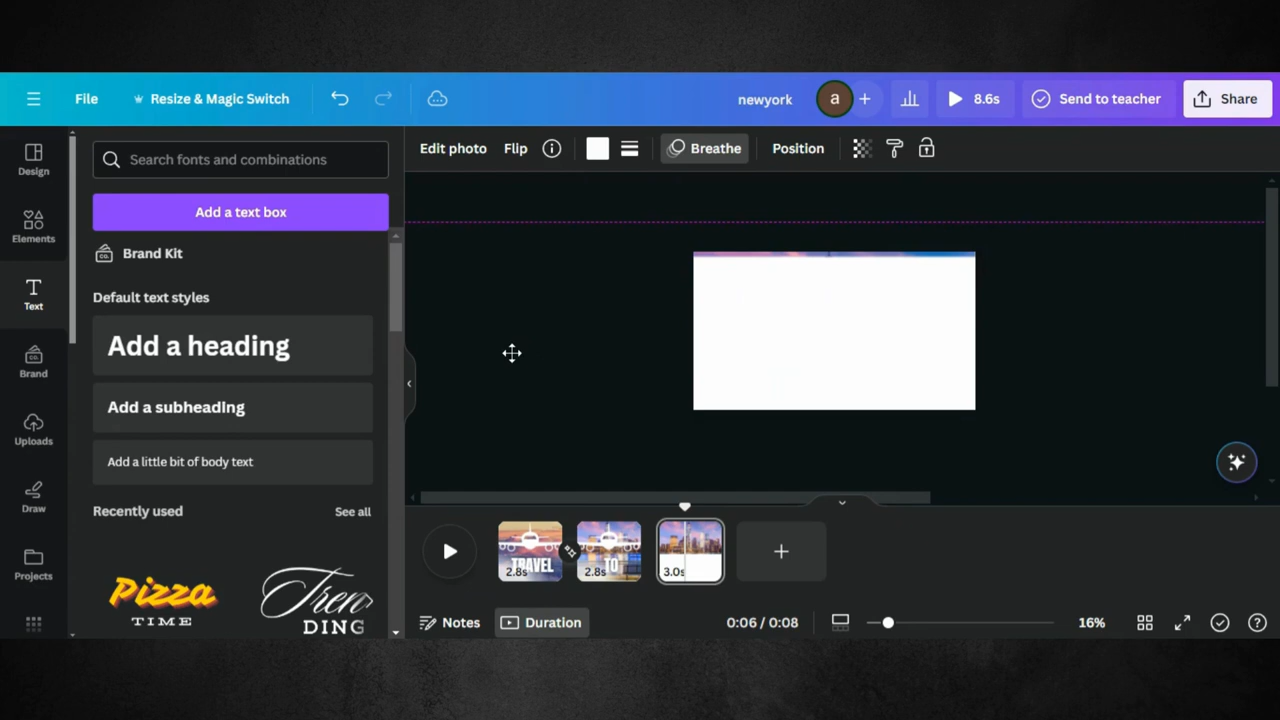 File
Resize & Magic Switch
newyork
a
8.6s
Send to teacher
Share
Design
Elements
Text
Brand
Uploads
Draw
Projects
Search fonts and combinations
Add a text box
CO.
Brand Kit
Default text styles
Add a heading
Add a subheading
Add a little bit of body text
Recently used
See all
Pizza
TIME
Tren
DING
Edit photo
Flip
Breathe
Position
TRAVEL
2.8s
TO
2.8s
3.0s
Notes
Duration
0:06 / 0:08
16%